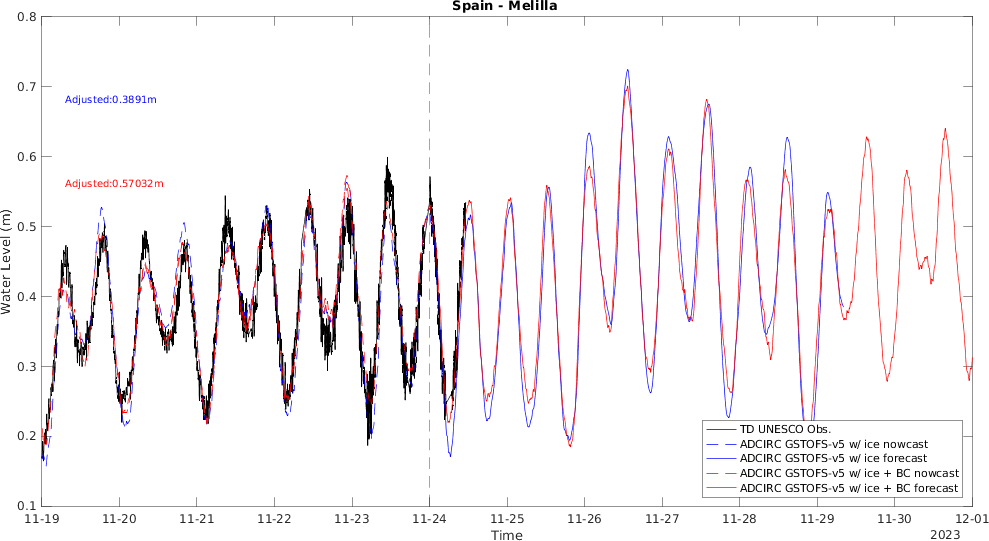 Spain - Melilla
0.8
0.7
0.6
0.5
0.4
0.3
0.2
0.1
Water Level (m)
Adjusted:0.3891m
Adjusted:0.57032m
TD UNESCO Obs.
ADCIRC GSTOFS-v5 w/ ice nowcast
ADCIRC GSTOFS-v5 w/ ice forecast
ADCIRC GSTOFS-v5 w/ ice + BC nowcast
ADCIRC GSTOFS-v5 w/ ice + BC forecast
11-19 11-20 11-21 11-22 11-23 11-24 11-25 11-26 11-27 11-28 11-29 11-30 12-01
Time
2023